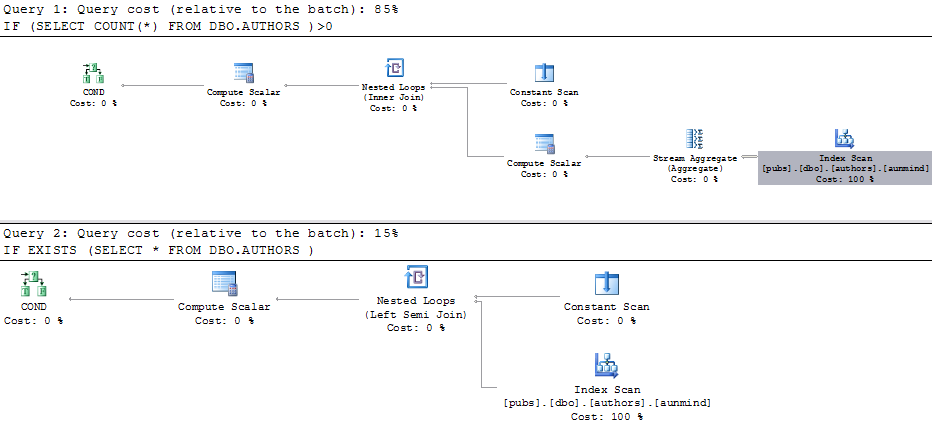 Query 1: Query cost (relative to the batch): 85%
IF (SELECT COUNT(*) FROM DBO.AUTHORS )>0
COND
Cost: 0 %
Compute Scalar
Cost: 0 %
Nested Loops
(Inner Join)
Cost: 0 %
Constant Scan
Cost: 0 %
Compute Scalar
Cost: 0 %
Stream Aggregate
(Aggregate)
Cost: 0 %
Index Scan
[pubs].[dbo].[authors].[aunmind]
Cost: 100 %
Query 2: Query cost (relative to the batch): 15%
IF EXISTS (SELECT * FROM DBO.AUTHORS )
COND
Cost: 0 %
Compute Scalar
Cost: 0 %
Nested Loops
(Left Semi Join)
Cost: 0 %
Constant Scan
Cost: 0 %
Index Scan
[pubs].[dbo].[authors].[aunmind]
Cost: 100 %